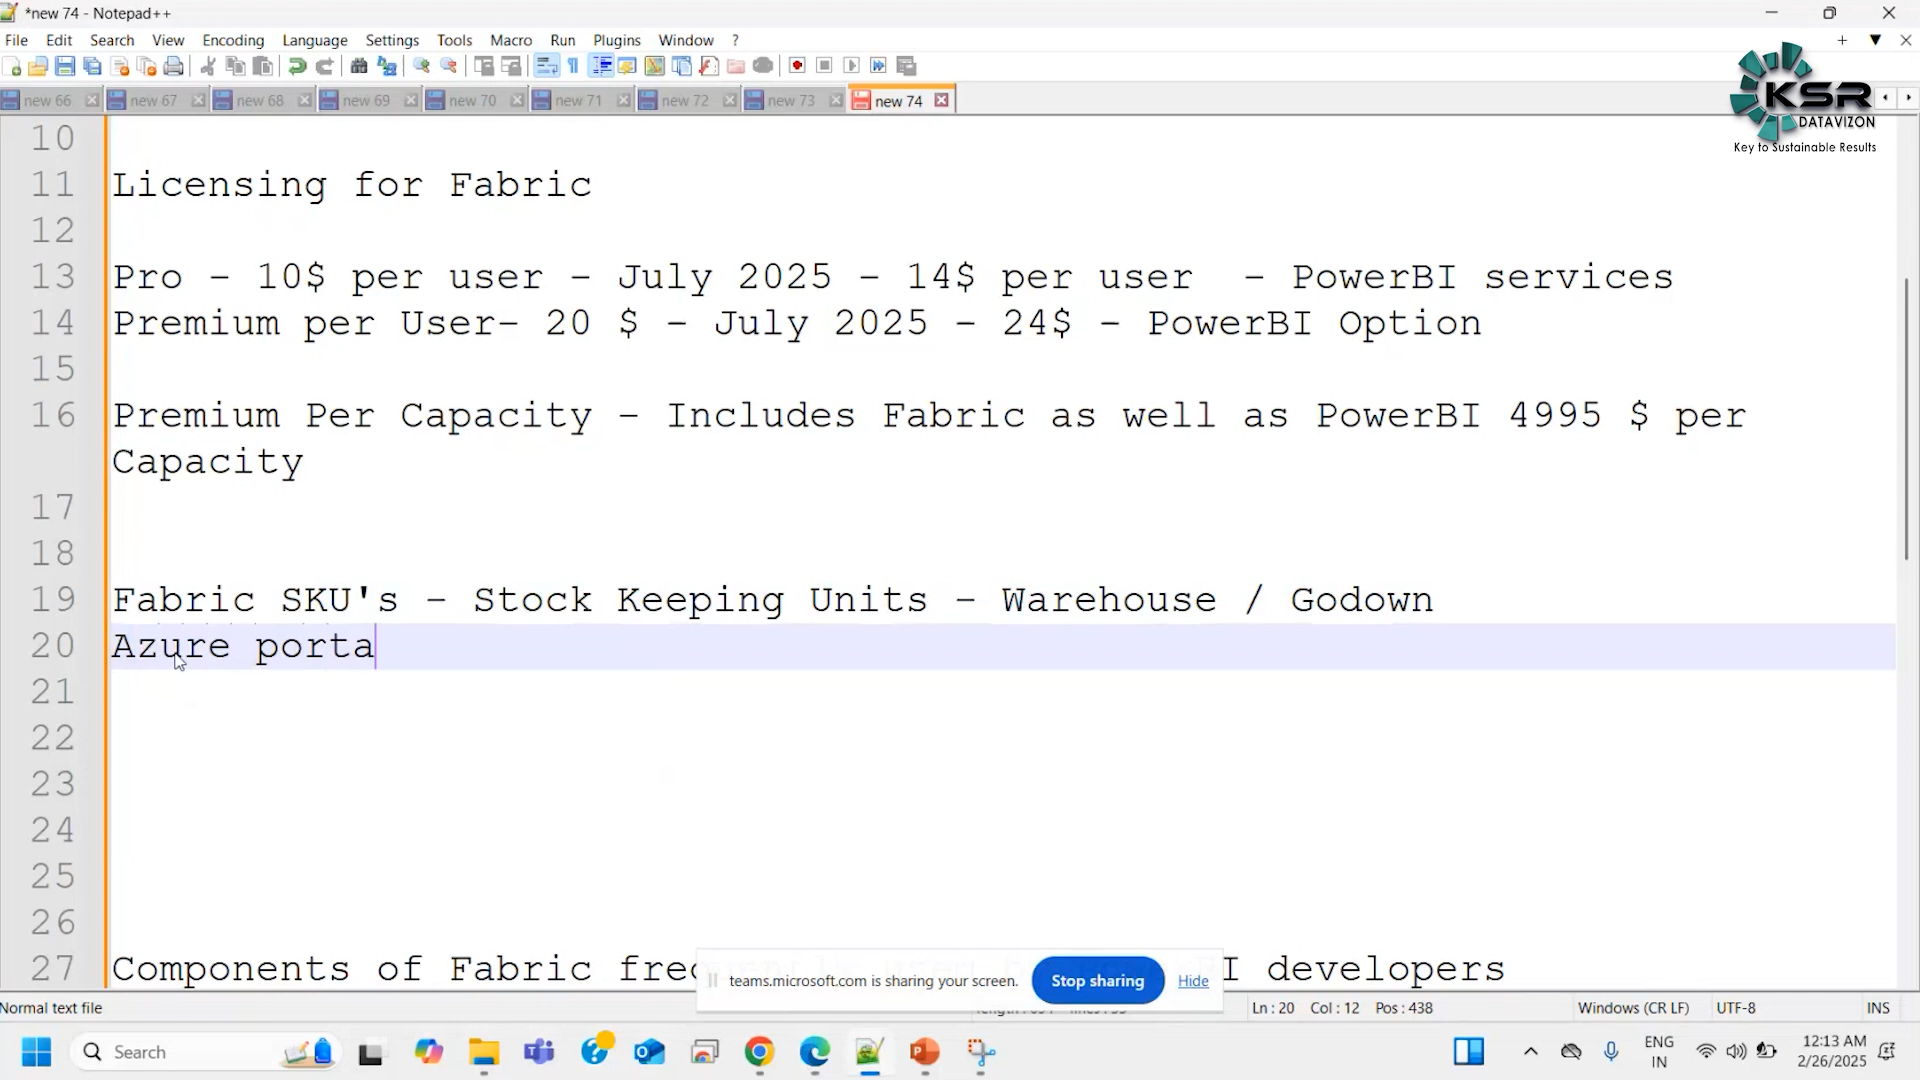 *new 74 - Notepad++
File Edit Search View Encoding Language Settings Tools Macro Run Plugins Window ?
new 66 new 67 new 68 new 69 new 70 new 71 new 72 new 73 new 74
KSR
DATAVIZON
Key to Sustainable Results
10
11 Licensing for Fabric
12
13 Pro - 10$ per user - July 2025 - 14$ per user - PowerBI services
14 Premium per User- 20 $ - July 2025 - 24$ - PowerBI Option
15
16 Premium Per Capacity - Includes Fabric as well as PowerBI 4995 $ per
Capacity
17
18
19 Fabric SKU's - Stock Keeping Units - Warehouse / Godown
20 Azure porta
21
22
23
24
25
26
27 Components of Fabric developers
teams.microsoft.com is sharing your screen. Stop sharing Hide
Normal text file Ln : 20 Col : 12 Pos : 438 Windows (CR LF) UTF-8 INS
Search ENG IN 12:13 AM 2/26/2025